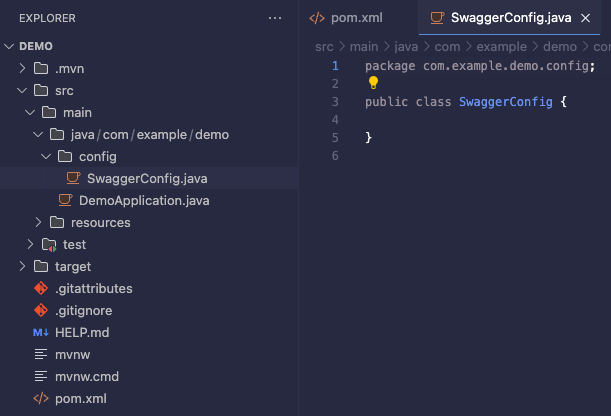 EXPLORER
...
DEMO
.mvn
src
main
java/com/example/demo
config
SwaggerConfig.java
DemoApplication.java
resources
test
target
.gitattributes
.gitignore
HELP.md
mvnw
mvnw.cmd
pom.xml
pom.xml
SwaggerConfig.java
src > main > java > com > example > demo > con
1 package com.example.demo.config;
2
3 public class SwaggerConfig {
4
5 }
6